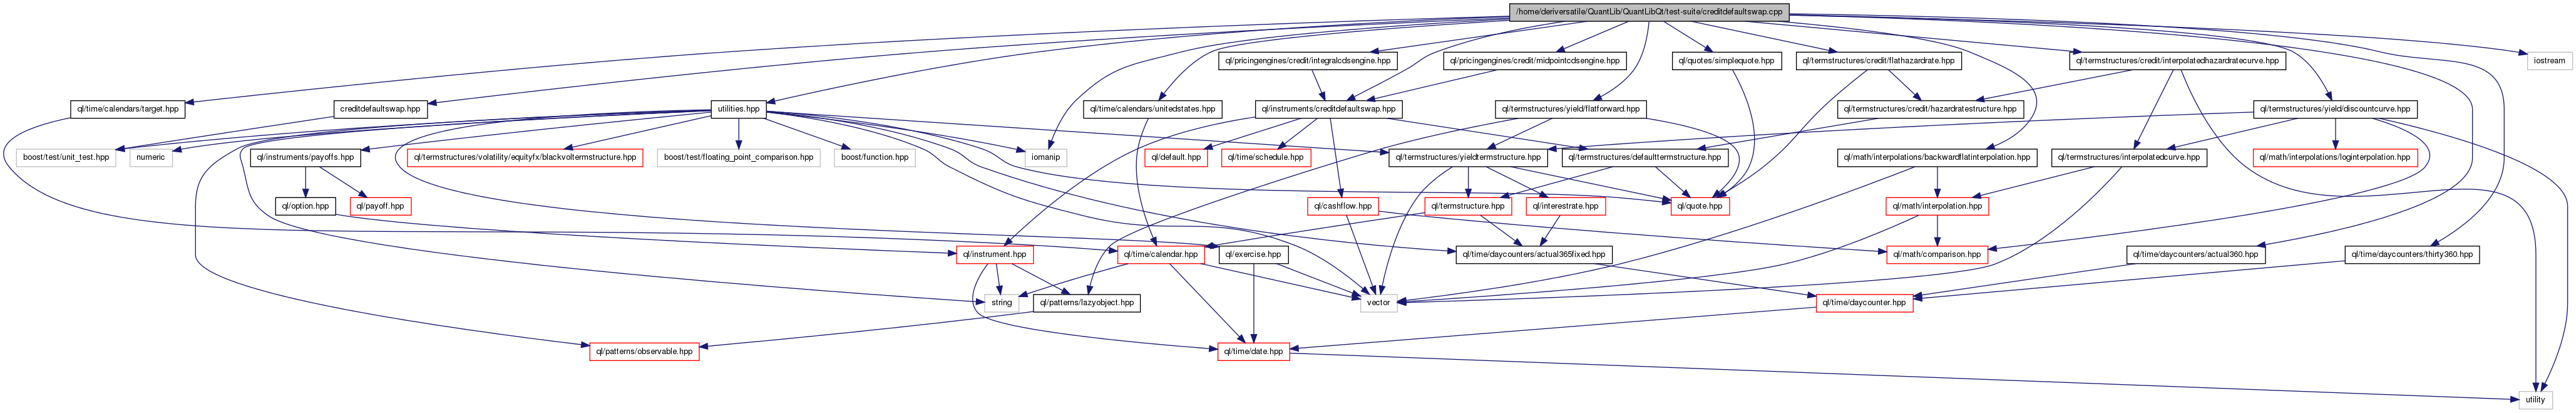 /home/deriversatile/QuantLib/QuantLibQt/test-suite/creditdefaultswap.cpp
ql/pricingengines/credit/integralcdsengine.hpp
ql/pricingengines/credit/midpointcdsengine.hpp
ql/quotes/simplequote.hpp
ql/termstructures/credit/flathazardrate.hpp
ql/termstructures/credit/interpolatedhazardratecurve.hpp
iostream
ql/time/calendars/target.hpp
creditdefaultswap.hpp
utilities.hpp
ql/time/calendars/unitedstates.hpp
ql/instruments/creditdefaultswap.hpp
ql/termstructures/yield/flatforward.hpp
ql/termstructures/credit/hazardratestructure.hpp
ql/termstructures/yield/discountcurve.hpp
boost/test/unit_test.hpp
numeric
ql/instruments/payoffs.hpp
ql/termstructures/volatility/equityfx/blackvoltermstructure.hpp
boost/test/floating_point_comparison.hpp
boost/function.hpp
iomanip
ql/default.hpp
ql/time/schedule.hpp
ql/termstructures/yieldtermstructure.hpp
ql/termstructures/defaulttermstructure.hpp
ql/math/interpolations/backwardflatinterpolation.hpp
ql/termstructures/interpolatedcurve.hpp
ql/math/interpolations/loginterpolation.hpp
ql/option.hpp
ql/payoff.hpp
ql/cashflow.hpp
ql/termstructure.hpp
ql/interestrate.hpp
ql/quote.hpp
ql/math/interpolation.hpp
ql/instrument.hpp
ql/time/calendar.hpp
ql/exercise.hpp
ql/time/daycounters/actual365fixed.hpp
ql/math/comparison.hpp
ql/time/daycounters/actual360.hpp
ql/time/daycounters/thirty360.hpp
string
ql/patterns/lazyobject.hpp
vector
ql/time/daycounter.hpp
ql/patterns/observable.hpp
ql/time/date.hpp
utility